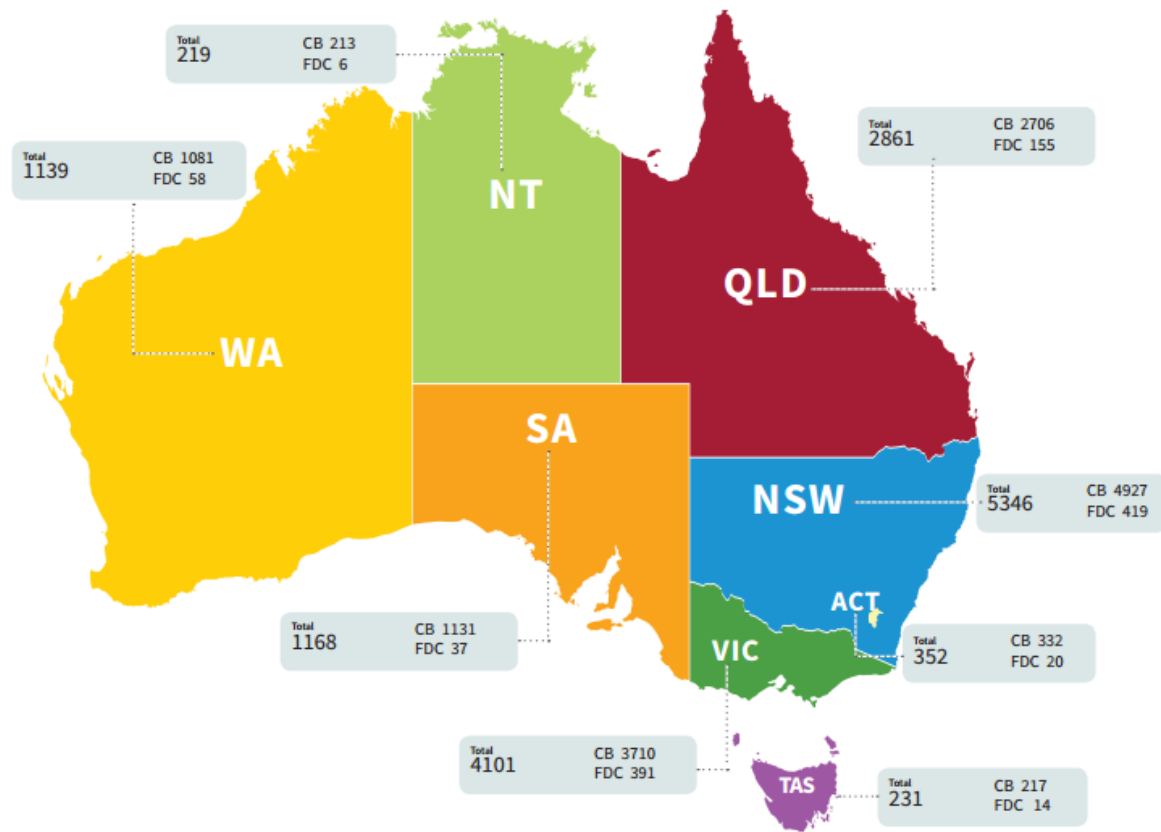 Total
219
CB 213
FDC 6
Total
1139
CB 1081
FDC 58
Total
2861
CB 2706
FDC 155
NT
QLD
WA
SA
NSW
Total
5346
CB 4927
FDC 419
ACT
Total
1168
CB 1131
FDC 37
VIC
Total
352
CB 332
FDC 20
Total
4101
CB 3710
FDC 391
TAS
Total
231
CB 217
FDC 14